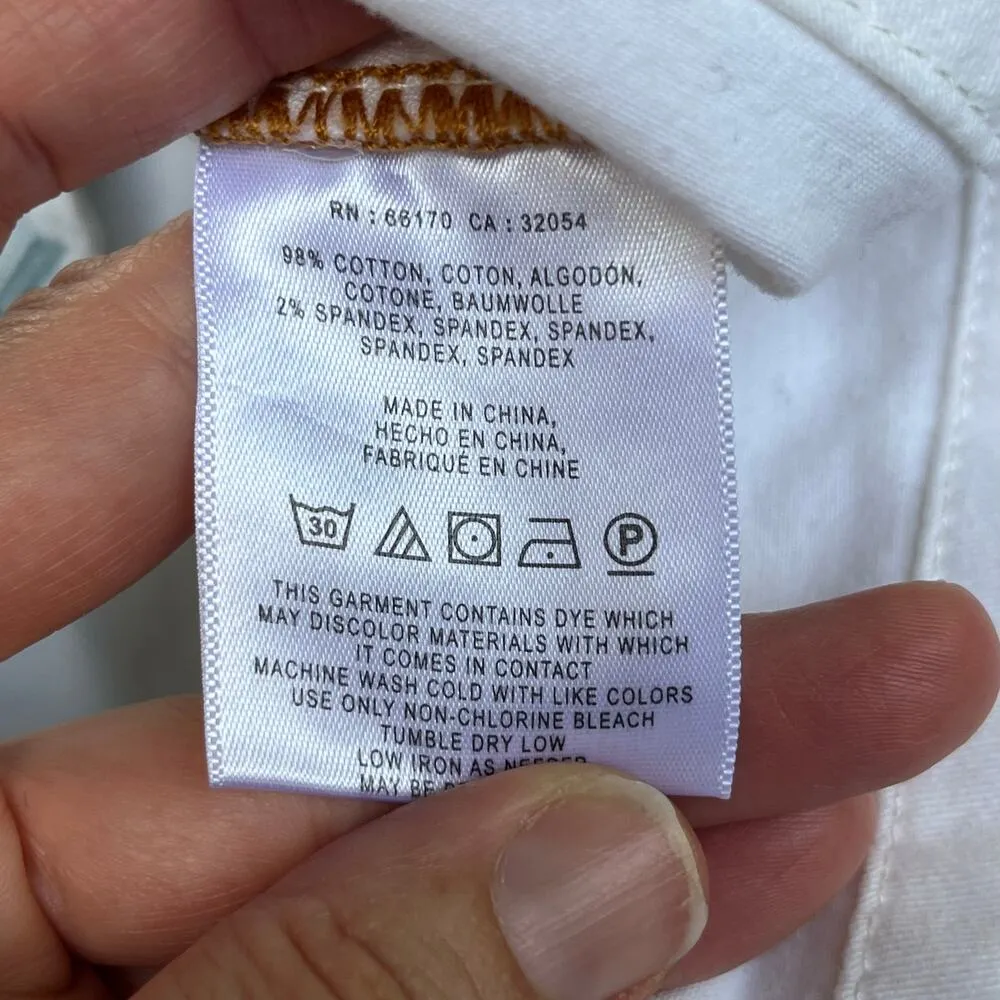 RN : 66170 CA : 32054
98% COTTON, COTON, ALGODÓN,
COTONE, BAUMWOLLE
2% SPANDEX, SPANDEX, SPANDEX,
SPANDEX, SPANDEX
MADE IN CHINA,
HECHO EN CHINA,
FABRIQUÉ EN CHINE
30 P
THIS GARMENT CONTAINS DYE WHICH
MAY DISCOLOR MATERIALS WITH WHICH
IT COMES IN CONTACT
MACHINE WASH COLD WITH LIKE COLORS
USE ONLY NON-CHLORINE BLEACH
TUMBLE DRY LOW
LOW IRON AS NEEDED
MAY BE